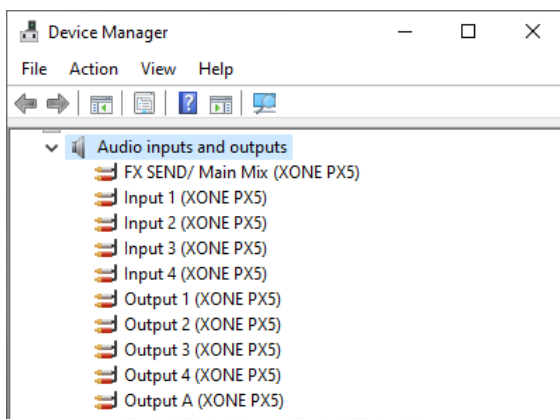 Device Manager
File Action View Help
Audio inputs and outputs
FX SEND/ Main Mix (XONE PX5)
Input 1 (XONE PX5)
Input 2 (XONE PX5)
Input 3 (XONE PX5)
Input 4 (XONE PX5)
Output 1 (XONE PX5)
Output 2 (XONE PX5)
Output 3 (XONE PX5)
Output 4 (XONE PX5)
Output A (XONE PX5)